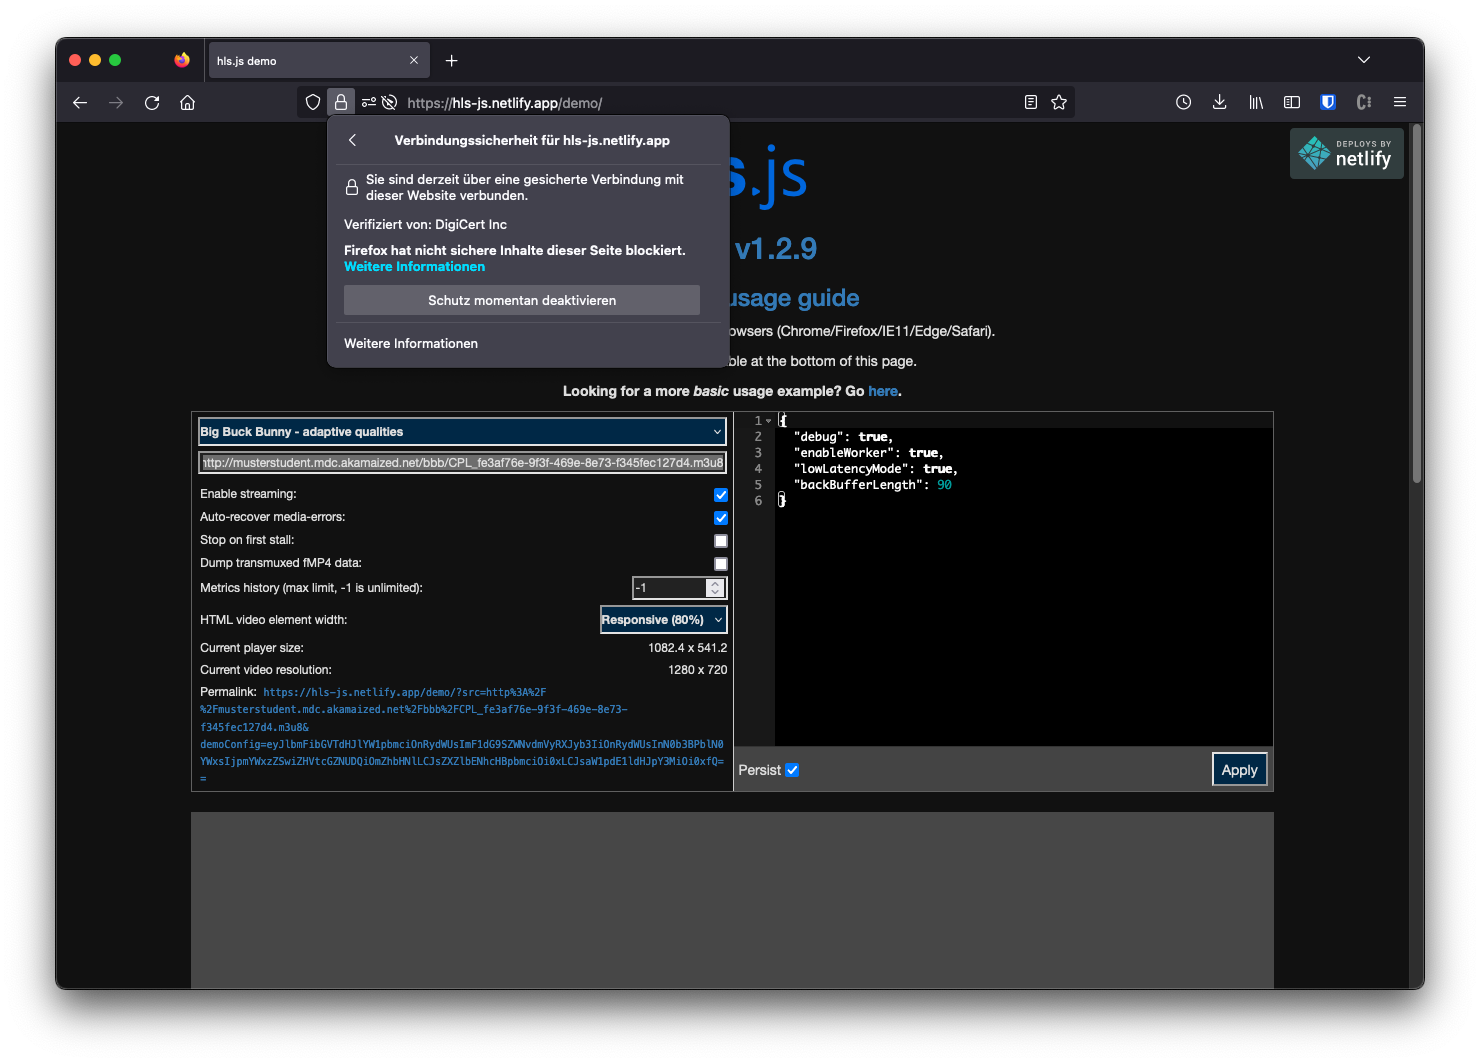 hls.js demo
https://hls-js.netlify.app/demo/
Verbindungssicherheit für hls-js.netlify.app
Sie sind derzeit über eine gesicherte Verbindung mit
dieser Website verbunden.
Verifiziert von: DigiCert Inc
Firefox hat nicht sichere Inhalte dieser Seite blockiert.
Weitere Informationen
Schutz momentan deaktivieren
Weitere Informationen
s.js
DEPLOYS BY
netlify
v1.2.9
usage guide
owsers (Chrome/Firefox/IE11/Edge/Safari).
ble at the bottom of this page.
Looking for a more basic usage example? Go here.
Big Buck Bunny - adaptive qualities
http://musterstudent.mdc.akamaized.net/bbb/CPL_fe3af76e-9f3f-469e-8e73-f345fec127d4.m3u8
Enable streaming:
Auto-recover media-errors:
Stop on first stall:
Dump transmuxed fMP4 data:
Metrics history (max limit, -1 is unlimited): -1
HTML video element width: Responsive (80%)
Current player size: 1082.4 x 541.2
Current video resolution: 1280 x 720
Permalink: https://hls-js.netlify.app/demo/?src=http%3A%2F
%2Fmusterstudent.mdc.akamaized.net%2Fbbb%2FCPL_fe3af76e-9f3f-469e-8e73-
f345fec127d4.m3u8&
demoConfig=eyJlbmFibGVTdHJlYW1pbmciOnRydWUsImF1dG9SZWNvdmVyRXJyb3IiOnRydWUsInN0b3BPblN0
YWxsIjpmYWxzZSwiZHVtcGZNUDQiOmZhbHNlLCJsZXZlbENhcHBpbmciOi0xLCJsaW1pdE1ldHJpY3MiOi0xfQ=
=
1 {
2 "debug": true,
3 "enableWorker": true,
4 "lowLatencyMode": true,
5 "backBufferLength": 90
6 }
Persist
Apply